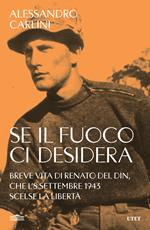 ALESSANDRO
CARLINI
SE IL FUOCO
CI DESIDERA
BREVE VITA DI RENATO DEL DIN,
CHE L'8 SETTEMBRE 1943
SCELSE LA LIBERTÀ
UTET